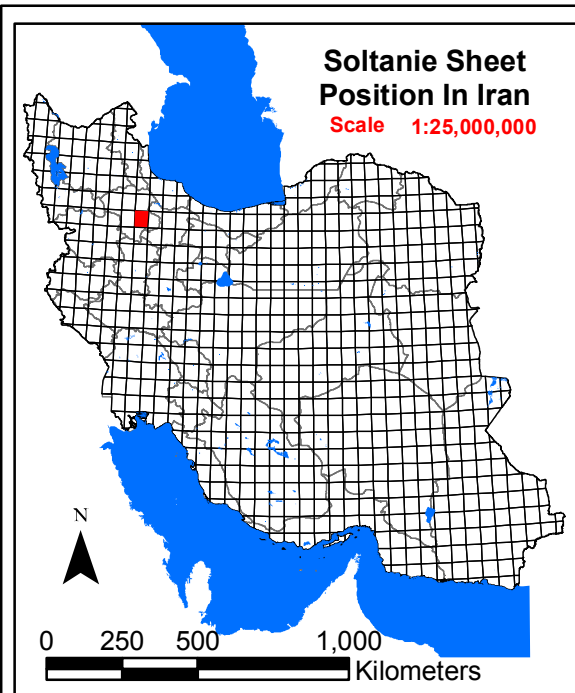 Soltanie Sheet
Position In Iran
Scale 1:25,000,000
N
0 250 500 1,000
Kilometers